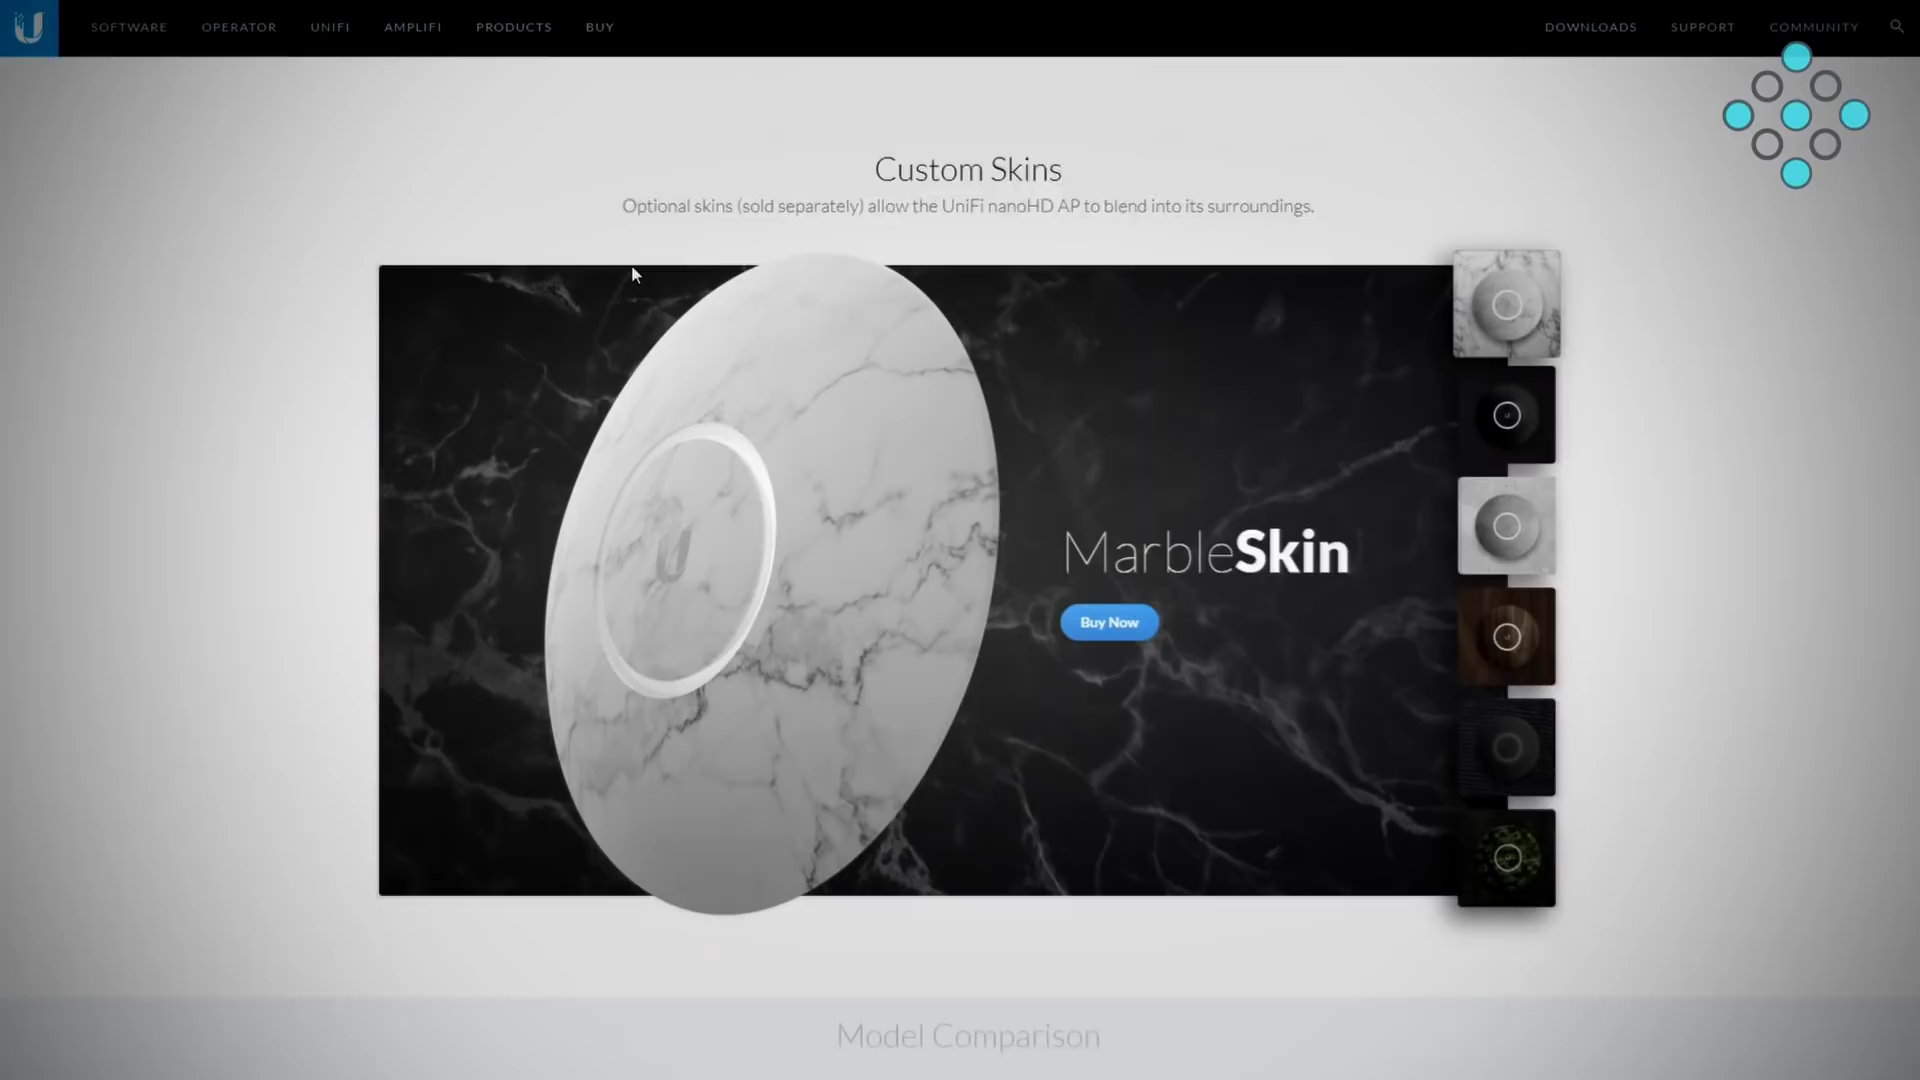 SOFTWARE OPERATOR UNIFI AMPLIFI PRODUCTS BUY DOWNLOADS SUPPORT COMMUNITY
Custom Skins
Optional skins (sold separately) allow the UniFi nanoHD AP to blend into its surroundings.
MarbleSkin
Buy Now
Model Comparison